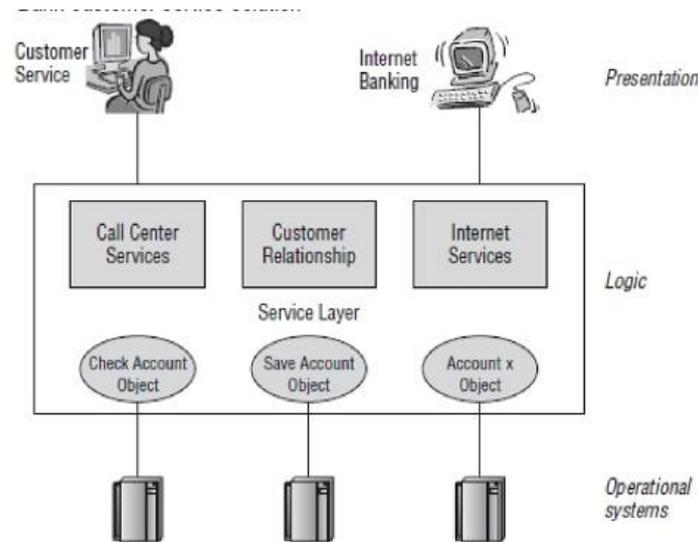 Customer
Service
Internet
Banking
Presentation
Call Center
Services
Customer
Relationship
Internet
Services
Logic
Service Layer
Check Account
Object
Save Account
Object
Account x
Object
Operational
systems